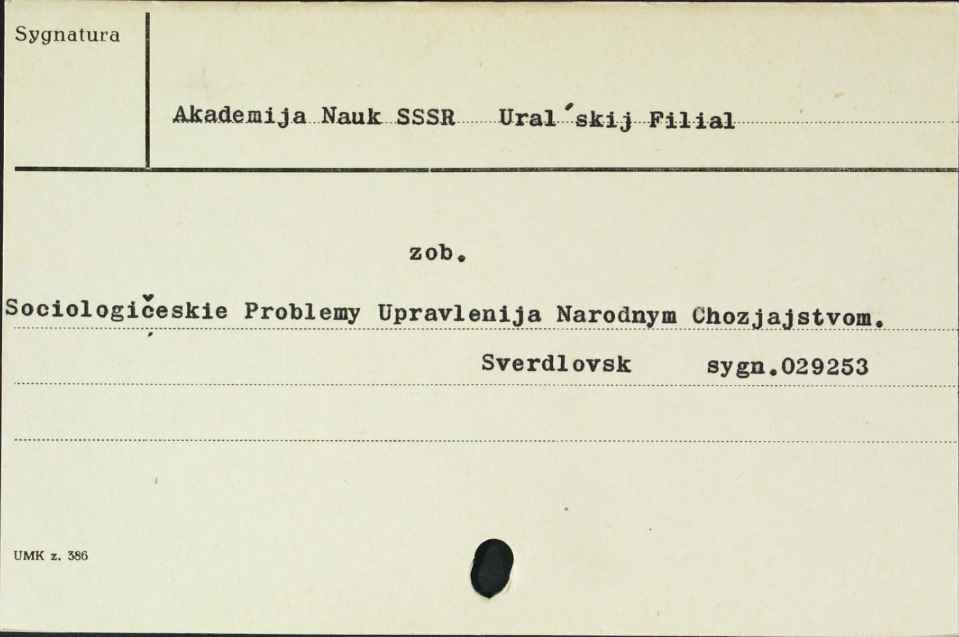 Sygnatura
Akademija Nauk SSSR Ural´skij Filial
zob.
Sociologičeskie Problemy Upravlenija Narodnym Chozjajstvom.
Sverdlovsk sygn.029253
UMK z. 386